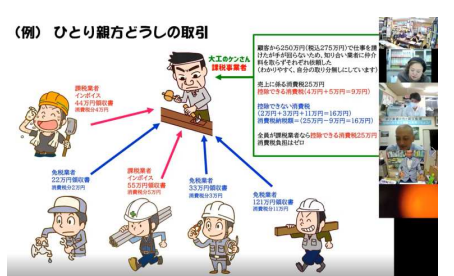 (例) ひとり親方どうしの取引
大工のケンさん
課税事業者
顧客から250万円(税込275万円)で仕事を請
けたが手が回らないため、知り合い業者に仲介
料を取らずそれぞれ依頼した
(わかりやすく、自分の取り分無しにしています)
売上に係る消費税25万円
控除できる消費税(4万円+5万円=9万円)
控除できない消費税
(2万円+3万円+11万円=16万円)
消費税納税額=(25万円-9万円=16万円)
全員が課税業者なら控除できる消費税25万円
消費税負担はゼロ
課税業者
インボイス
44万円領収書
消費税分4万円
免税業者
22万円領収書
消費税分2万円
課税業者
インボイス
55万円領収書
消費税分5万円
免税業者
33万円領収書
消費税分3万円
免税業者
121万円領収書
消費税分11万円